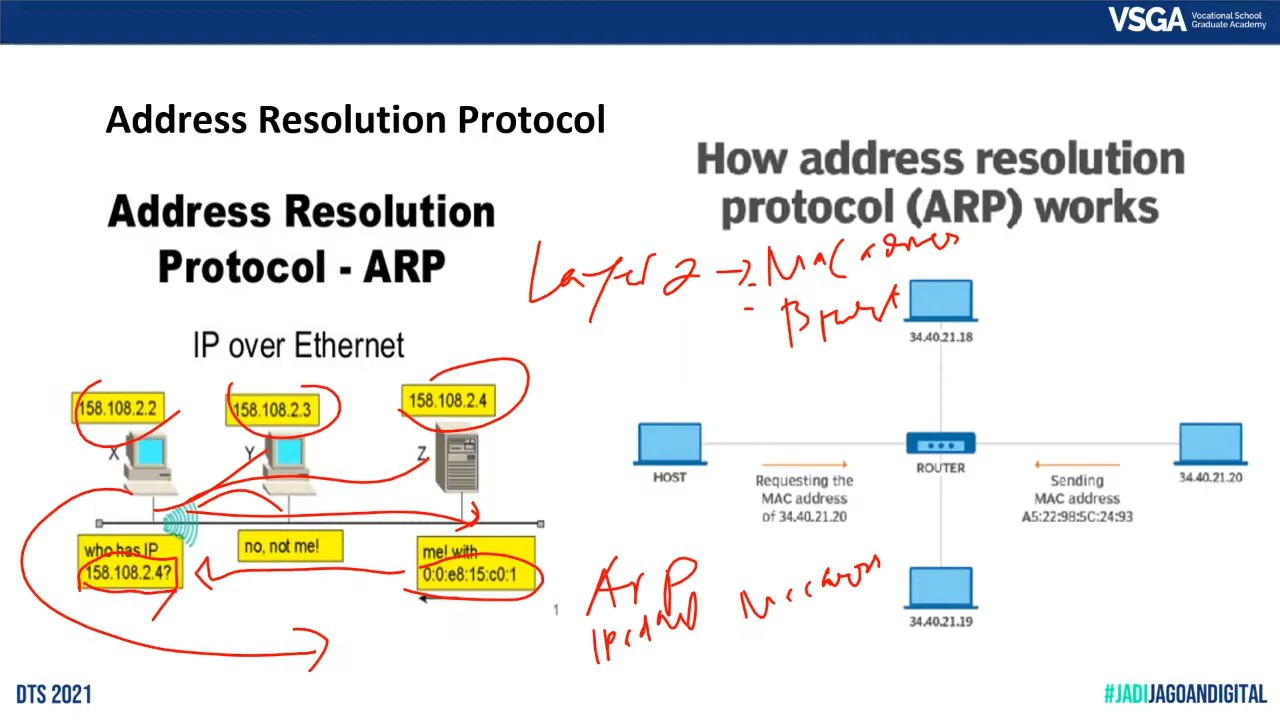 VSGA
Vocational School
Graduate Academy
Address Resolution Protocol
Address Resolution
Protocol - ARP
IP over Ethernet
158.108.2.2
158.108.2.3
158.108.2.4
X
Y
Z
who has IP
158.108.2.4?
no, not me!
me! with
0:0:e8:15:c0:1
1
How address resolution
protocol (ARP) works
Layer 2 → MAC
34.40.21.18
HOST
ROUTER
34.40.21.20
Requesting the
MAC address
of 34.40.21.20
Sending
MAC address
A5:22:98:5C:24:93
34.40.21.19
ArP
DTS 2021
#JADIJAGOANDIGITAL